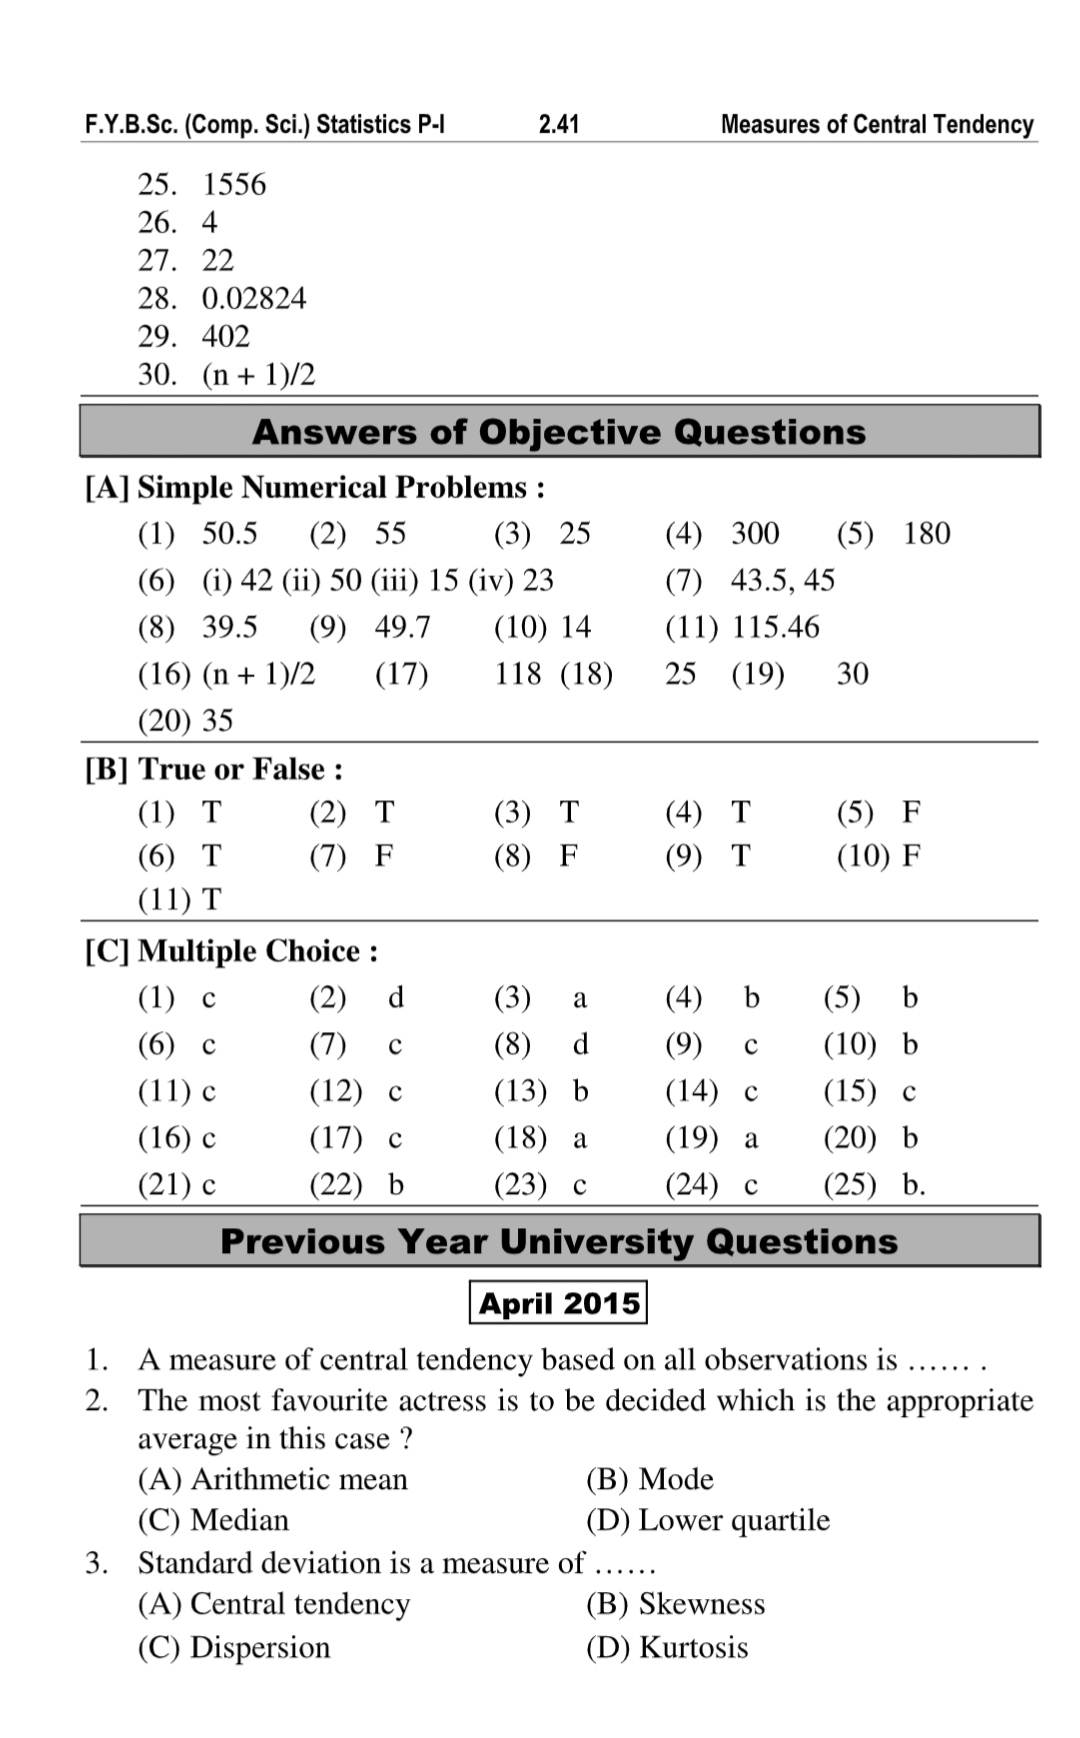 F.Y.B.Sc. (Comp. Sci.) Statistics P-I 2.41 Measures of Central Tendency
25. 1556
26. 4
27. 22
28. 0.02824
29. 402
30. (n + 1)/2
Answers of Objective Questions
[A] Simple Numerical Problems :
(1) 50.5 (2) 55 (3) 25 (4) 300 (5) 180
(6) (i) 42 (ii) 50 (iii) 15 (iv) 23 (7) 43.5, 45
(8) 39.5 (9) 49.7 (10) 14 (11) 115.46
(16) (n + 1)/2 (17) 118 (18) 25 (19) 30
(20) 35
[B] True or False :
(1) T (2) T (3) T (4) T (5) F
(6) T (7) F (8) F (9) T (10) F
(11) T
[C] Multiple Choice :
(1) c (2) d (3) a (4) b (5) b
(6) c (7) c (8) d (9) c (10) b
(11) c (12) c (13) b (14) c (15) c
(16) c (17) c (18) a (19) a (20) b
(21) c (22) b (23) c (24) c (25) b.
Previous Year University Questions
April 2015
1. A measure of central tendency based on all observations is …… .
2. The most favourite actress is to be decided which is the appropriate
average in this case ?
(A) Arithmetic mean (B) Mode
(C) Median (D) Lower quartile
3. Standard deviation is a measure of ……
(A) Central tendency (B) Skewness
(C) Dispersion (D) Kurtosis